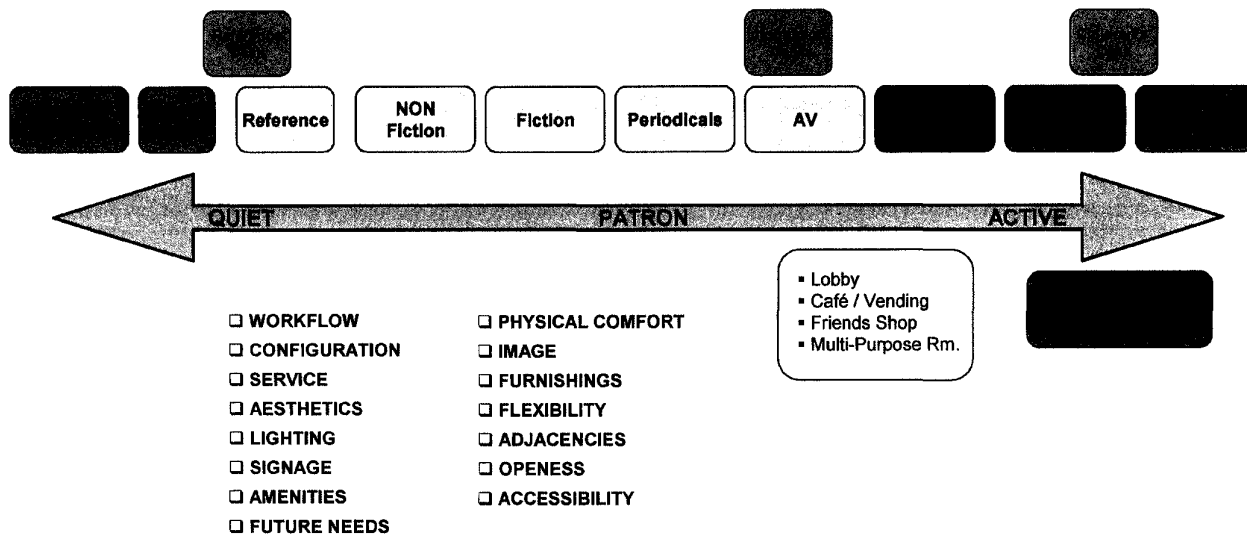 Reference
NON
Fiction
Fiction
Periodicals
AV
QUIET
PATRON
ACTIVE
▪ Lobby
▪ Café / Vending
▪ Friends Shop
▪ Multi-Purpose Rm.
❑ WORKFLOW
❑ CONFIGURATION
❑ SERVICE
❑ AESTHETICS
❑ LIGHTING
❑ SIGNAGE
❑ AMENITIES
❑ FUTURE NEEDS
❑ PHYSICAL COMFORT
❑ IMAGE
❑ FURNISHINGS
❑ FLEXIBILITY
❑ ADJACENCIES
❑ OPENESS
❑ ACCESSIBILITY